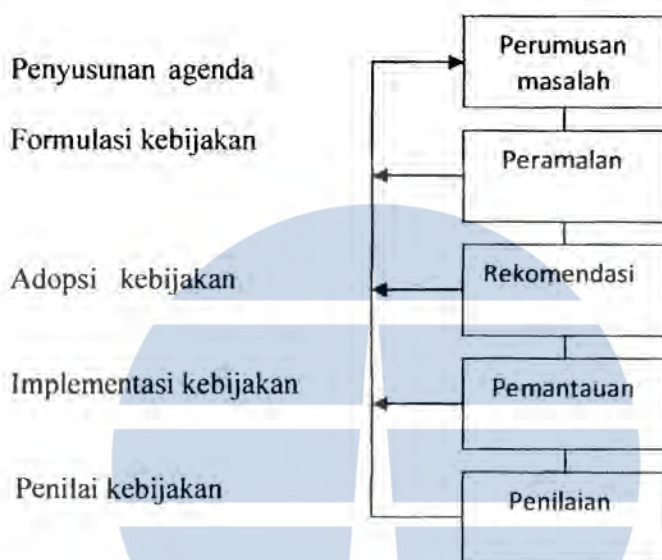 Penyusunan agenda
Perumusan
masalah
Formulasi kebijakan
Peramalan
Adopsi kebijakan
Rekomendasi
Implementasi kebijakan
Pemantauan
Penilai kebijakan
Penilaian